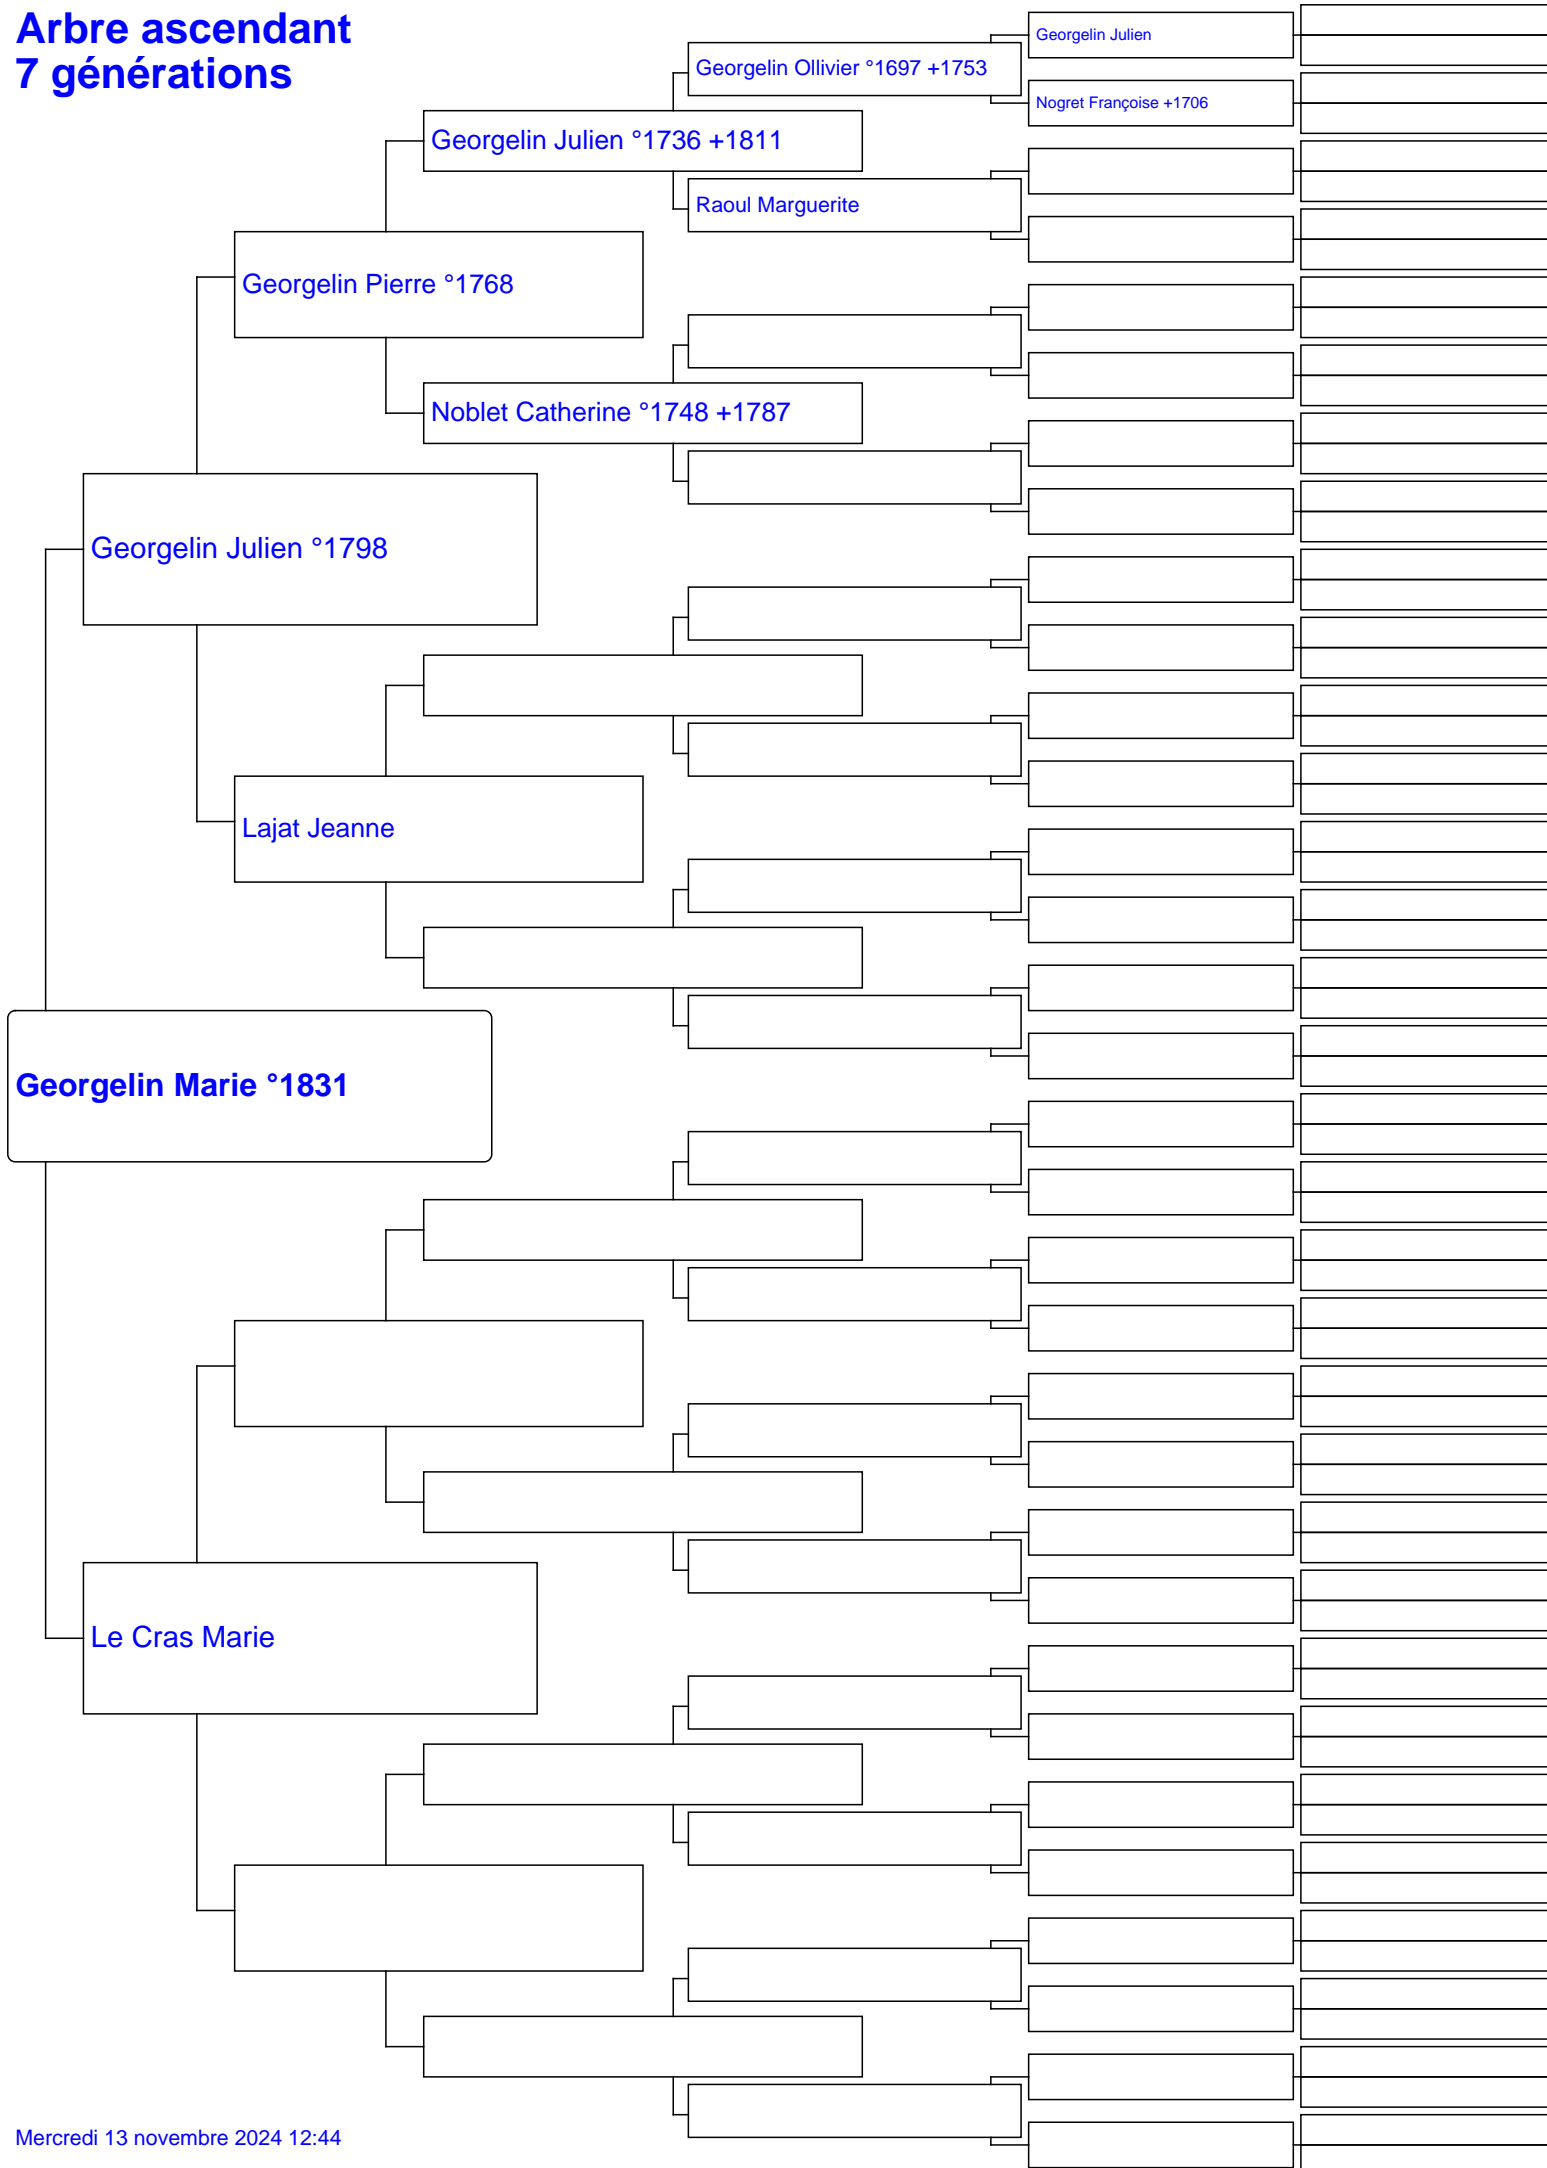 Arbre ascendant
7 générations
Georgelin Julien
Georgelin Ollivier °1697 +1753
Nogret Françoise +1706
Georgelin Julien °1736 +1811
Raoul Marguerite
Georgelin Pierre °1768
Noblet Catherine °1748 +1787
Georgelin Julien °1798
Lajat Jeanne
Georgelin Marie °1831
Le Cras Marie
Mercredi 13 novembre 2024 12:44